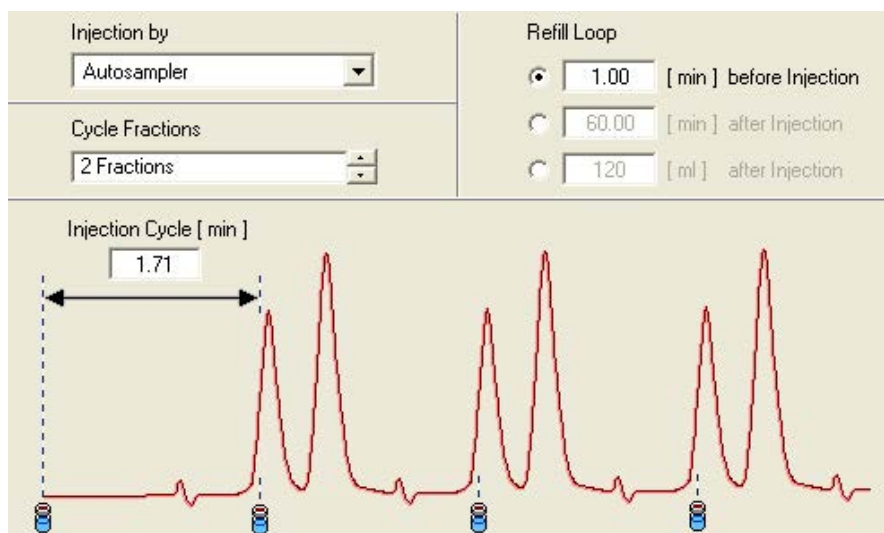 Injection by
Autosampler
Cycle Fractions
2 Fractions
Refill Loop
1.00 [ min ] before Injection
60.00 [ min ] after Injection
120 [ ml ] after Injection
Injection Cycle [ min ]
1.71